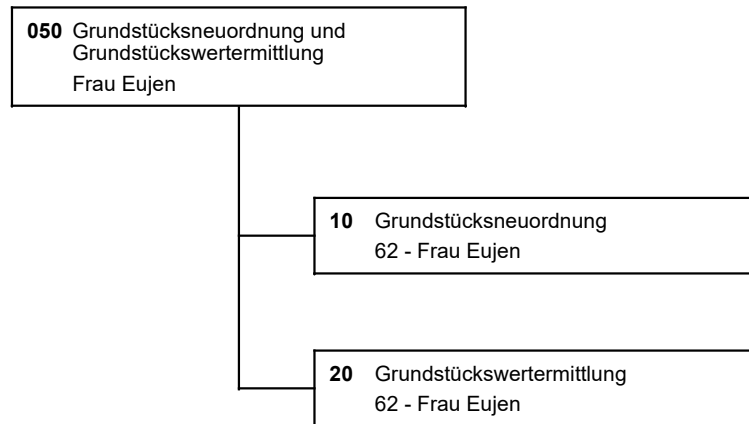 050 Grundstücksneuordnung und
Grundstückswertermittlung
Frau Eujen
10 Grundstücksneuordnung
62 - Frau Eujen
20 Grundstückswertermittlung
62 - Frau Eujen